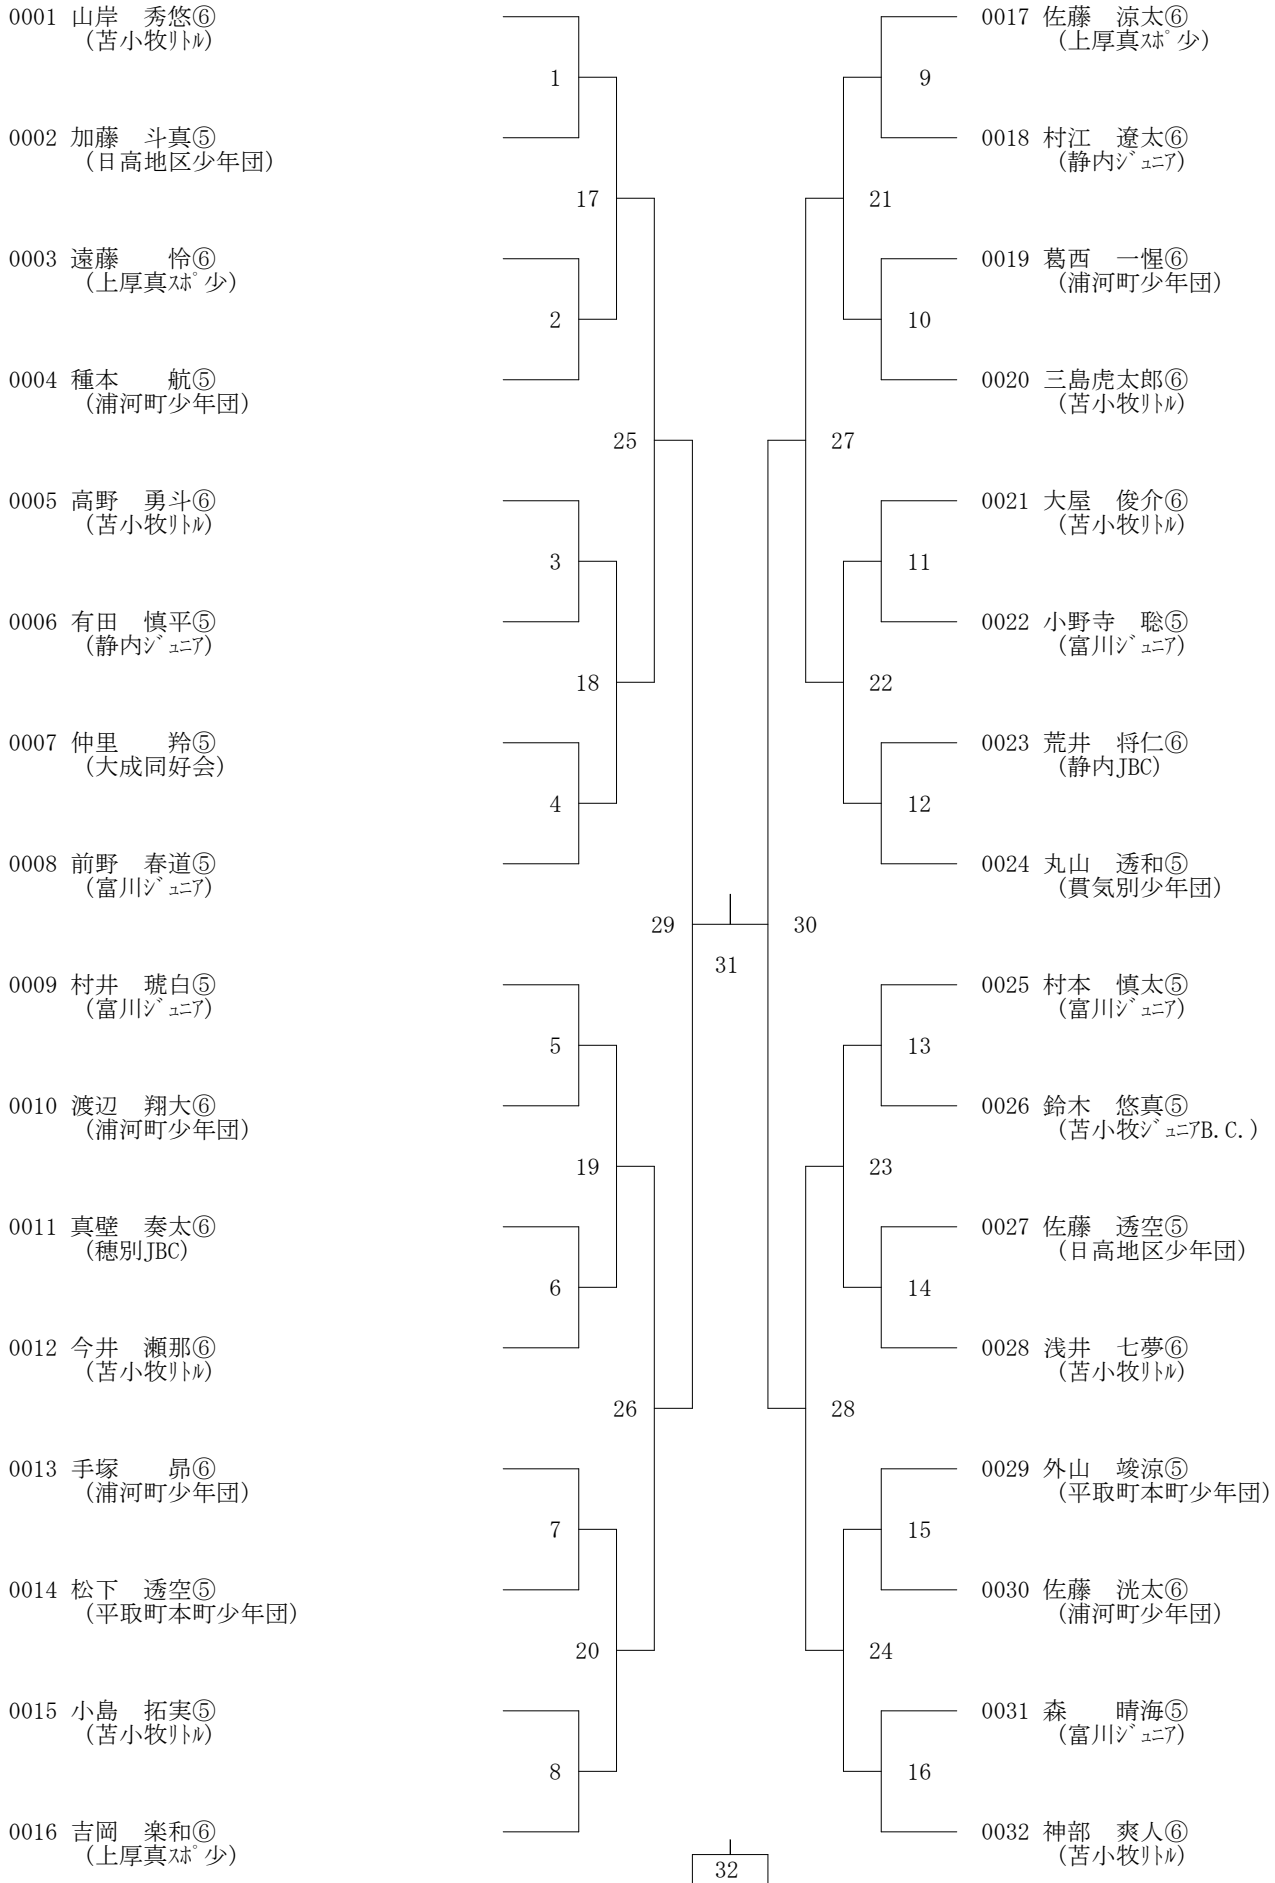 0001 山岸　秀悠⑥
(苫小牧ﾘﾄﾙ)
1
0002 加藤　斗真⑤
(日高地区少年団)
17
0003 遠藤　　怜⑥
(上厚真ｽﾎﾟ少)
2
0004 種本　　航⑤
(浦河町少年団)
25
0005 高野　勇斗⑥
(苫小牧ﾘﾄﾙ)
3
0006 有田　慎平⑤
(静内ｼﾞｭﾆｱ)
18
0007 仲里　　羚⑤
(大成同好会)
4
0008 前野　春道⑤
(富川ｼﾞｭﾆｱ)
29
31
0009 村井　琥白⑤
(富川ｼﾞｭﾆｱ)
5
0010 渡辺　翔大⑥
(浦河町少年団)
19
0011 真壁　奏太⑥
(穂別JBC)
6
0012 今井　瀬那⑥
(苫小牧ﾘﾄﾙ)
26
0013 手塚　　昴⑥
(浦河町少年団)
7
0014 松下　透空⑤
(平取町本町少年団)
20
0015 小島　拓実⑤
(苫小牧ﾘﾄﾙ)
8
0016 吉岡　楽和⑥
(上厚真ｽﾎﾟ少)
32
0017 佐藤　涼太⑥
(上厚真ｽﾎﾟ少)
9
0018 村江　遼太⑥
(静内ｼﾞｭﾆｱ)
21
0019 葛西　一惺⑥
(浦河町少年団)
10
0020 三島虎太郎⑥
(苫小牧ﾘﾄﾙ)
27
0021 大屋　俊介⑥
(苫小牧ﾘﾄﾙ)
11
0022 小野寺　聡⑤
(富川ｼﾞｭﾆｱ)
22
0023 荒井　将仁⑥
(静内JBC)
12
0024 丸山　透和⑤
(貫気別少年団)
30
0025 村本　慎太⑤
(富川ｼﾞｭﾆｱ)
13
0026 鈴木　悠真⑤
(苫小牧ｼﾞｭﾆｱB.C.)
23
0027 佐藤　透空⑤
(日高地区少年団)
14
0028 浅井　七夢⑥
(苫小牧ﾘﾄﾙ)
28
0029 外山　竣涼⑤
(平取町本町少年団)
15
0030 佐藤　洸太⑥
(浦河町少年団)
24
0031 森　　晴海⑤
(富川ｼﾞｭﾆｱ)
16
0032 神部　爽人⑥
(苫小牧ﾘﾄﾙ)